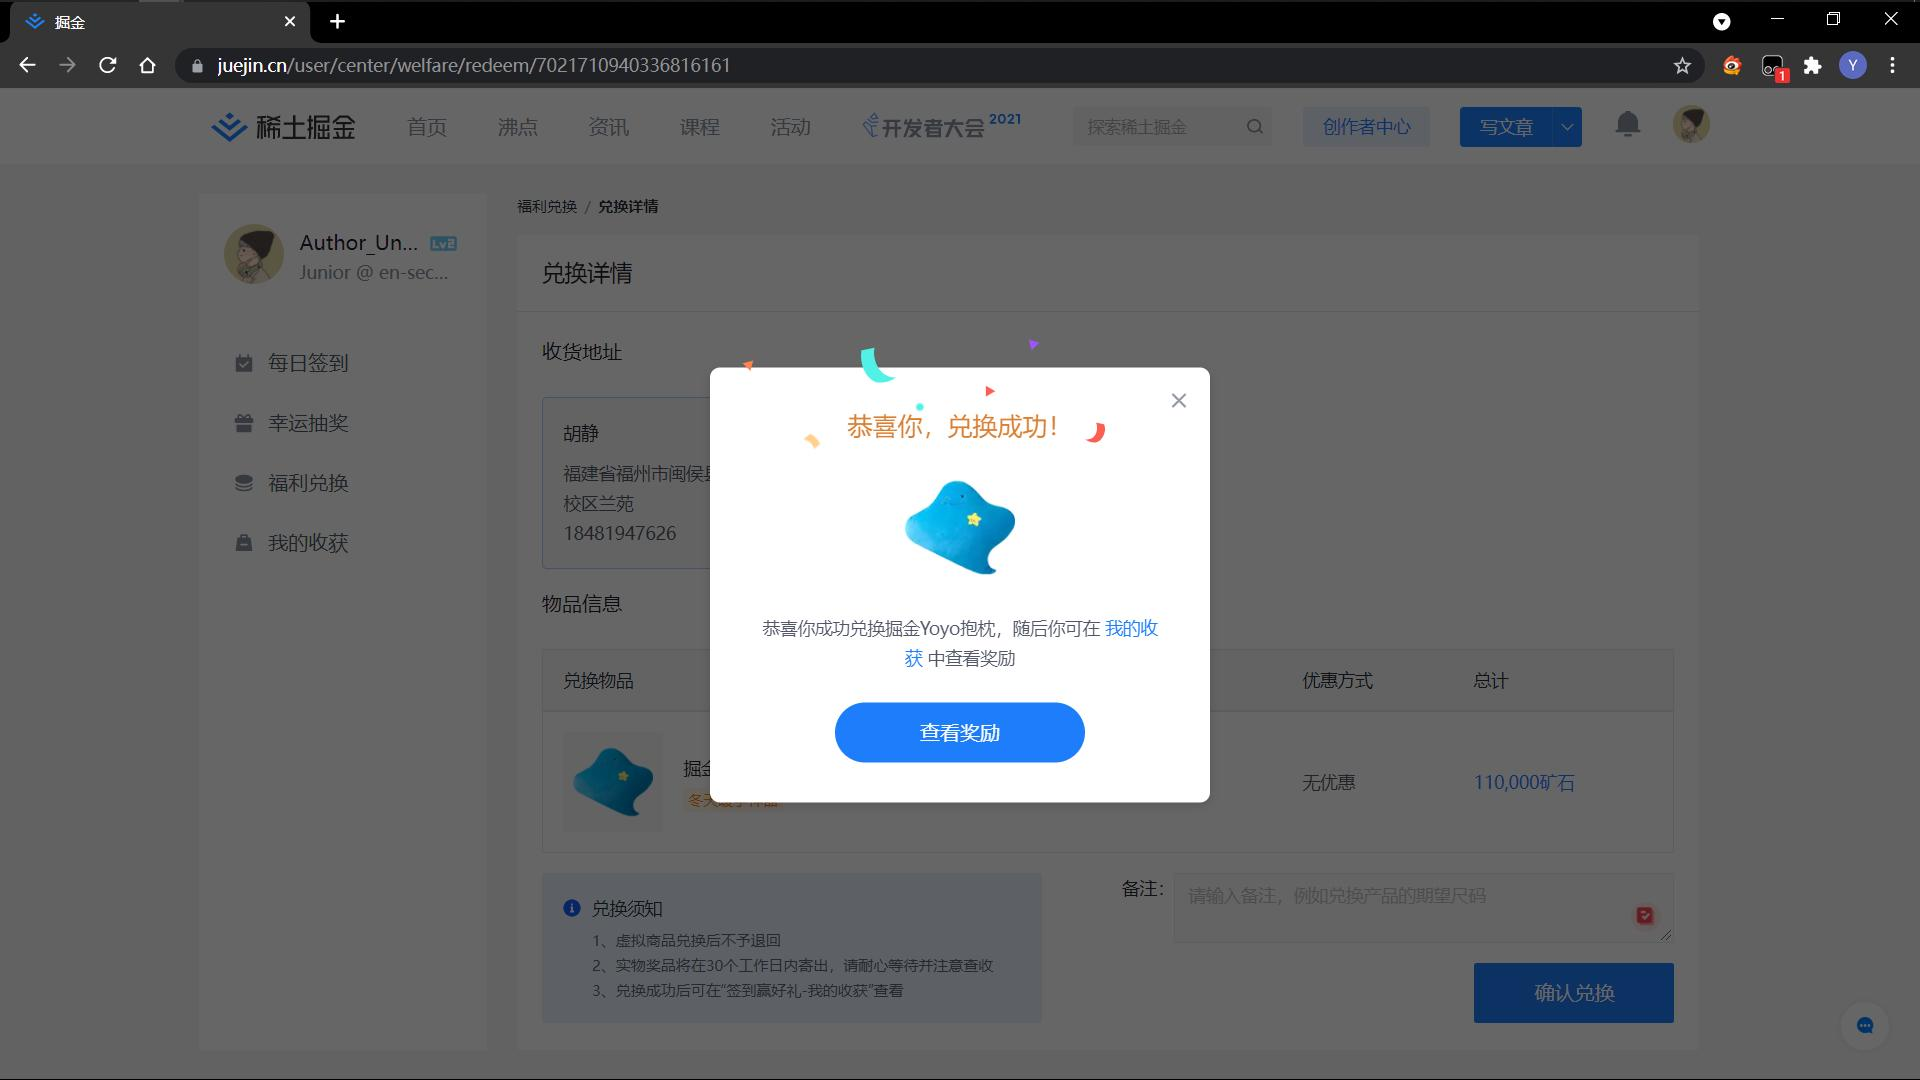 掘金
juejin.cn/user/center/welfare/redeem/7021710940336816161
1
Y
稀土掘金
首页
沸点
资讯
课程
活动
开发者大会 2021
探索稀土掘金
创作者中心
写文章
Author_Un... Lv2
Junior @ en-sec...
每日签到
幸运抽奖
福利兑换
我的收获
福利兑换 / 兑换详情
兑换详情
收货地址
胡静
福建省福州市闽侯县
校区兰苑
18481947626
恭喜你，兑换成功！
恭喜你成功兑换掘金Yoyo抱枕，随后你可在 我的收
获 中查看奖励
查看奖励
物品信息
兑换物品
优惠方式
总计
掘金
无优惠
110,000矿石
兑换须知
1、虚拟商品兑换后不予退回
2、实物奖品将在30个工作日内寄出，请耐心等待并注意查收
3、兑换成功后可在“签到赢好礼-我的收获”查看
备注：
请输入备注，例如兑换产品的期望尺码
确认兑换